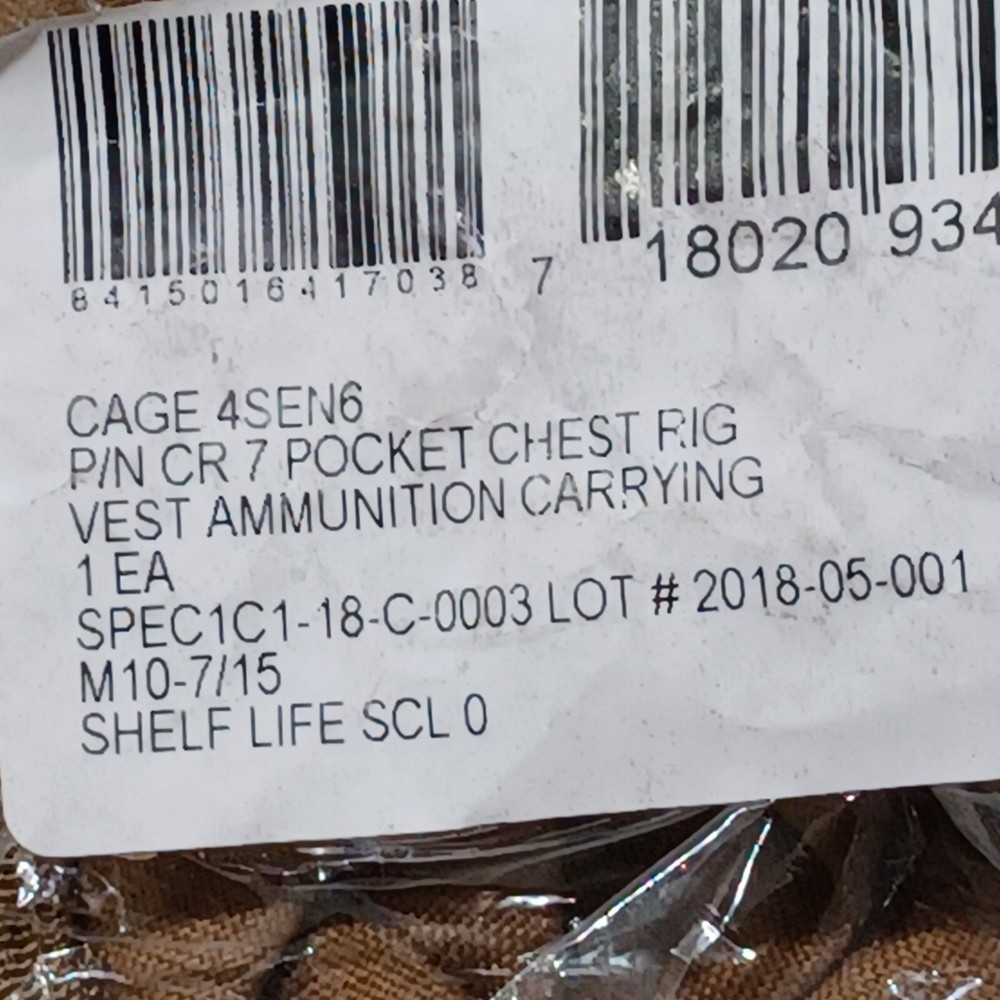 8415016417038
7 18020 934
CAGE 4SEN6
P/N CR 7 POCKET CHEST RIG
VEST AMMUNITION CARRYING
1 EA
SPEC1C1-18-C-0003 LOT # 2018-05-001
M10-7/15
SHELF LIFE SCL 0